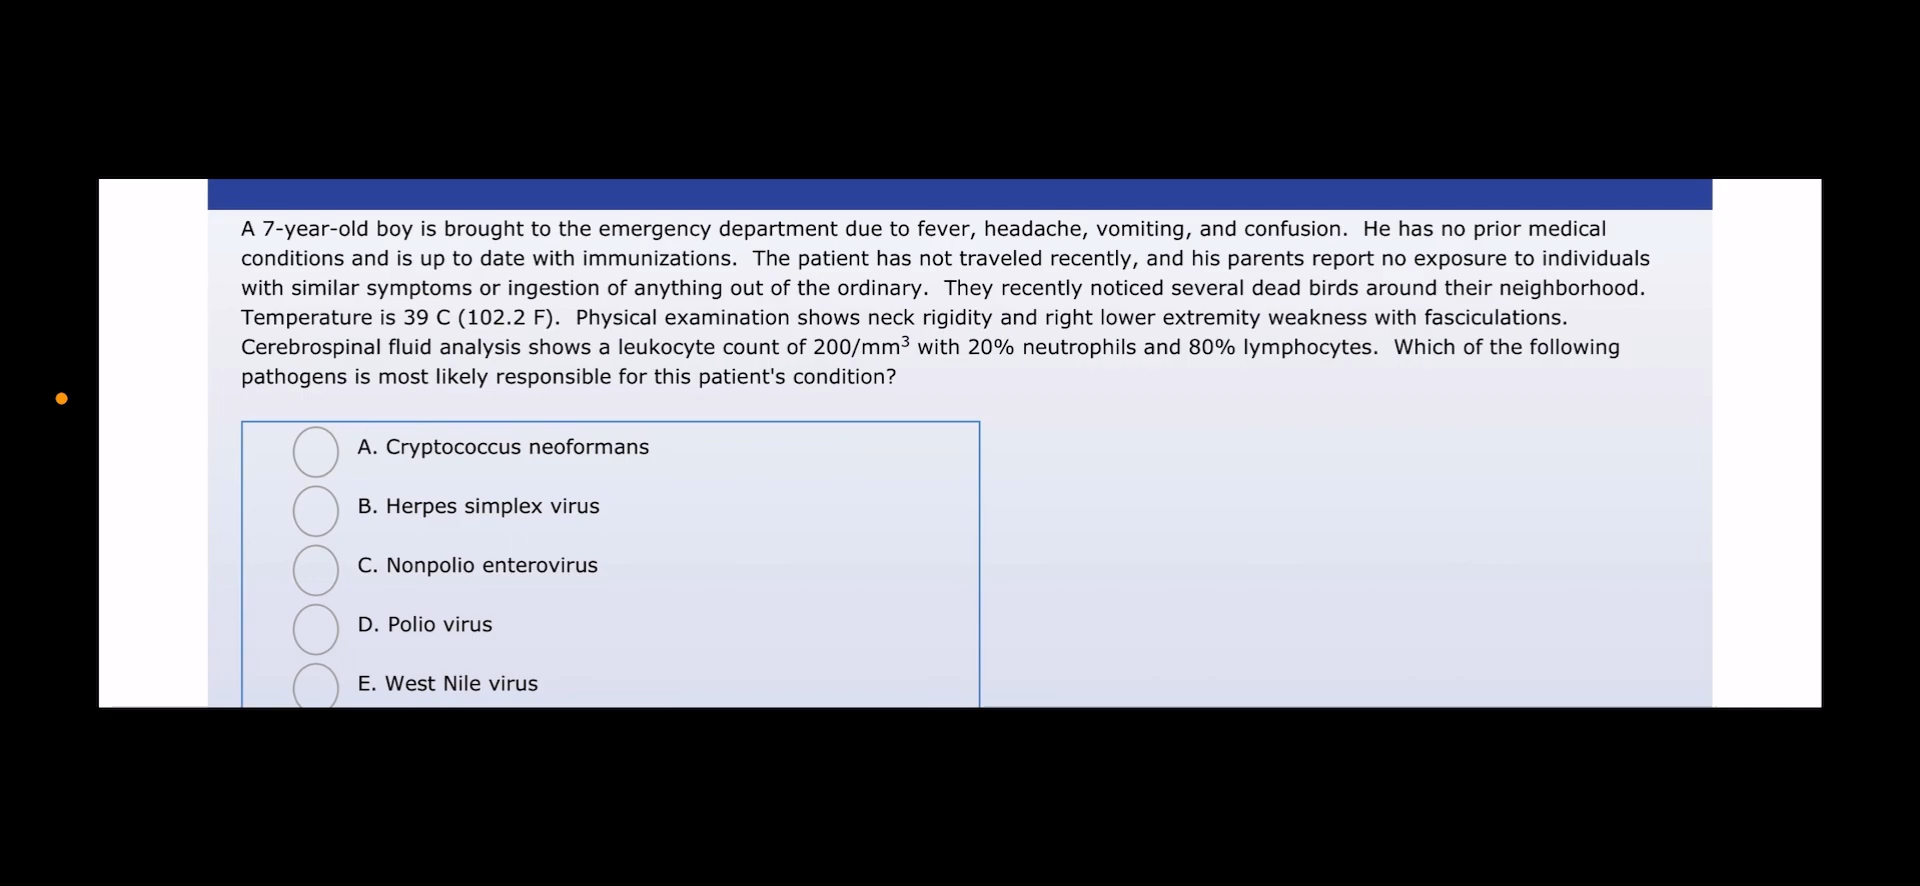 A 7-year-old boy is brought to the emergency department due to fever, headache, vomiting, and confusion.  He has no prior medical
conditions and is up to date with immunizations.  The patient has not traveled recently, and his parents report no exposure to individuals
with similar symptoms or ingestion of anything out of the ordinary.  They recently noticed several dead birds around their neighborhood.
Temperature is 39 C (102.2 F).  Physical examination shows neck rigidity and right lower extremity weakness with fasciculations.
Cerebrospinal fluid analysis shows a leukocyte count of 200/mm³ with 20% neutrophils and 80% lymphocytes.  Which of the following
pathogens is most likely responsible for this patient's condition?
A. Cryptococcus neoformans
B. Herpes simplex virus
C. Nonpolio enterovirus
D. Polio virus
E. West Nile virus